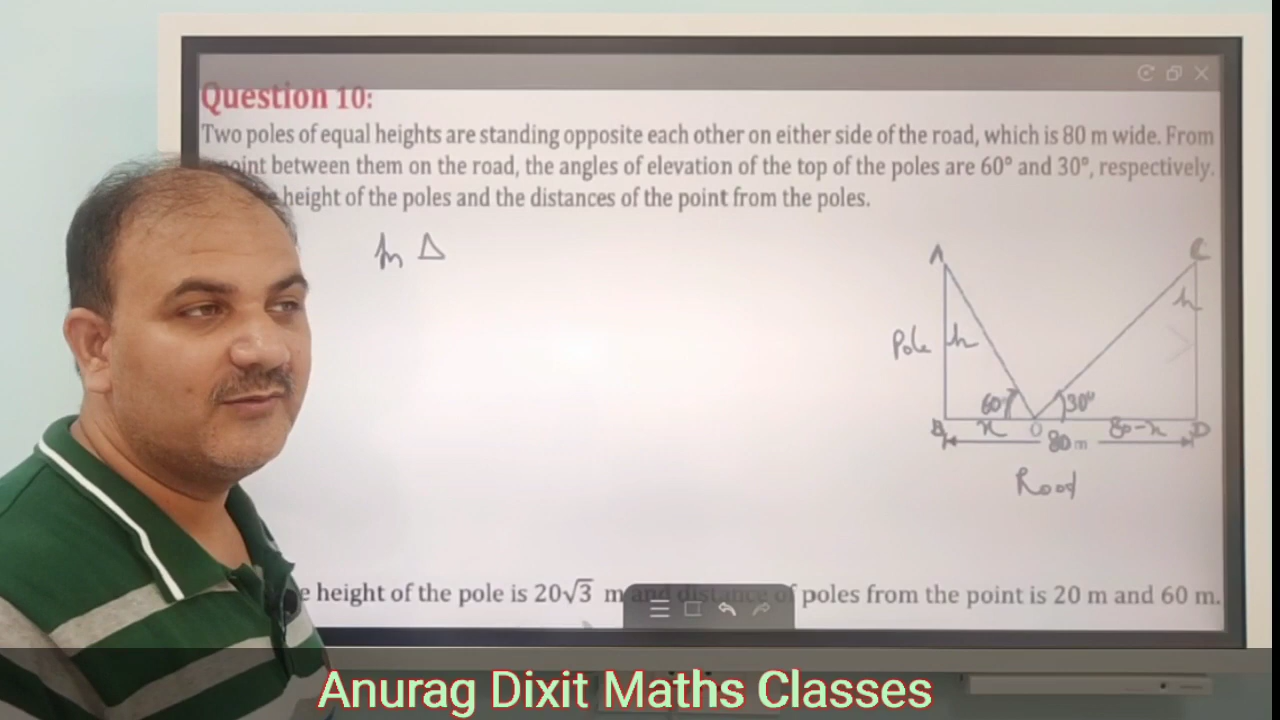 Question 10:
Two poles of equal heights are standing opposite each other on either side of the road, which is 80 m wide. From
point between them on the road, the angles of elevation of the top of the poles are 60° and 30°, respectively.
height of the poles and the distances of the point from the poles.
In Δ
A
C
h
Pole h
60°
30°
B x O 80-x D
80 m
Road
e height of the pole is 20√3 m and distance of poles from the point is 20 m and 60 m.
Anurag Dixit Maths Classes